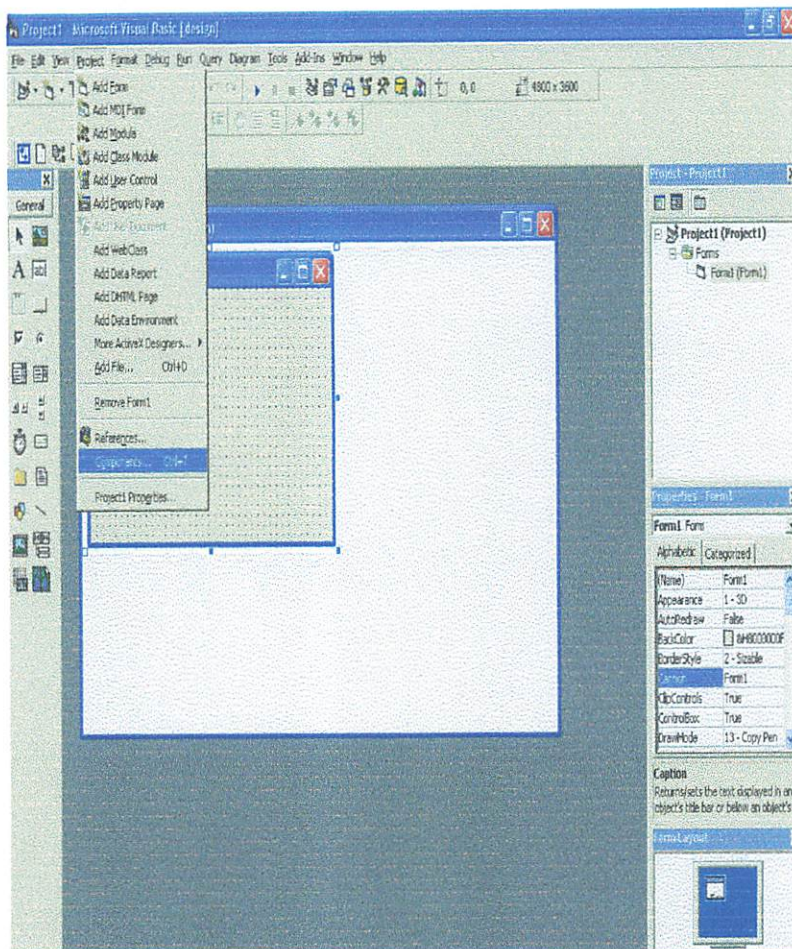 Project1 - Microsoft Visual Basic [design]
File Edit View Project Format Debug Run Query Diagram Tools Add-Ins Window Help
0,0 4800 x 3600
Add Form
Add MDI Form
Add Module
Add Class Module
Add User Control
Add Property Page
Add User Document
Add WebClass
Add Data Report
Add DHTML Page
Add Data Environment
More ActiveX Designers...
Add File... Ctrl+D
Remove Form1
References...
Components... Ctrl+T
Project1 Properties...
General
Project - Project1
Project1 (Project1)
Forms
Form1 (Form1)
Properties - Form1
Form1 Form
Alphabetic Categorized
(Name) Form1
Appearance 1 - 3D
AutoRedraw False
BackColor &H8000000F
BorderStyle 2 - Sizable
Caption Form1
ClipControls True
ControlBox True
DrawMode 13 - Copy Pen
Caption
Returns/sets the text displayed in an
object's title bar or below an object's
Form Layout